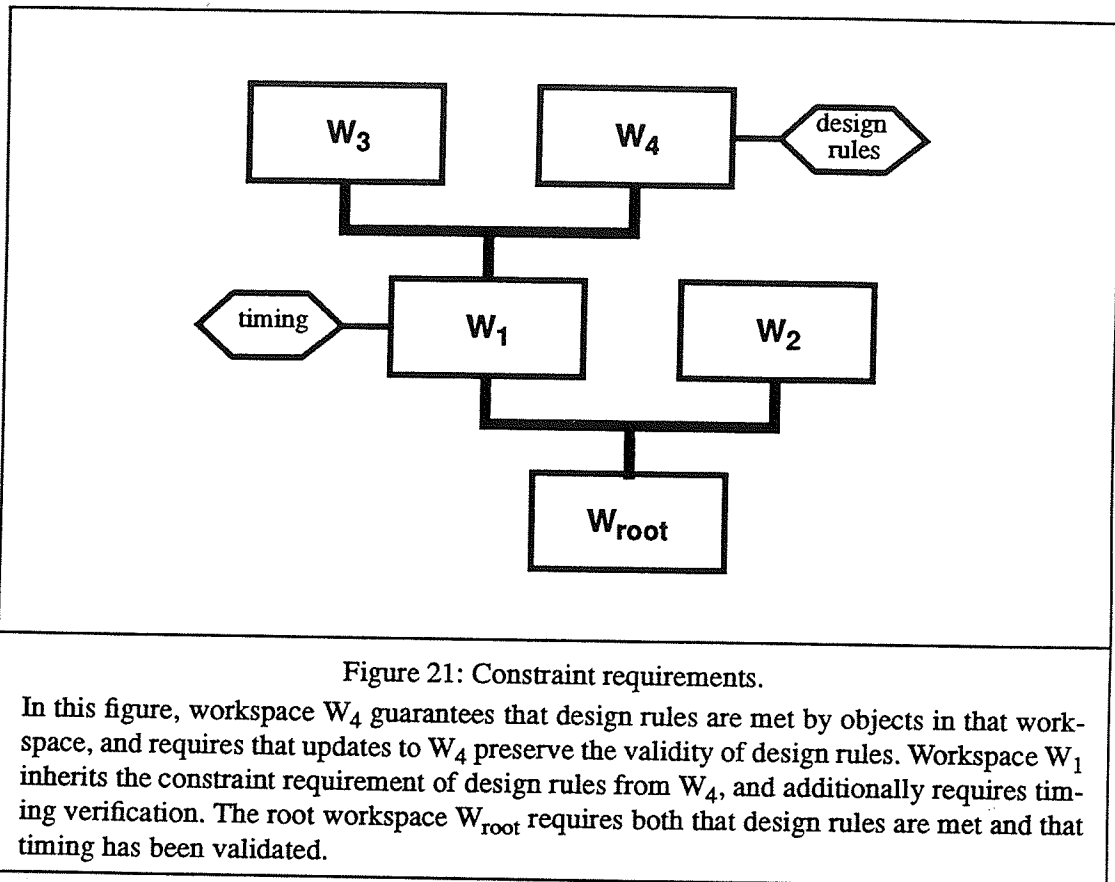 W3
W4
design
rules
timing
W1
W2
Wroot
Figure 21: Constraint requirements.
In this figure, workspace W4 guarantees that design rules are met by objects in that work-
space, and requires that updates to W4 preserve the validity of design rules. Workspace W1
inherits the constraint requirement of design rules from W4, and additionally requires tim-
ing verification. The root workspace Wroot requires both that design rules are met and that
timing has been validated.